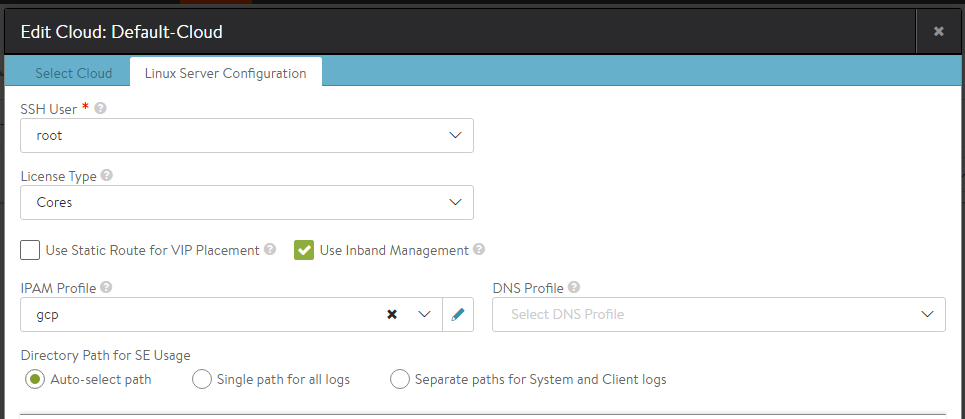 Edit Cloud: Default-Cloud
Select Cloud
Linux Server Configuration
SSH User *
root
License Type
Cores
Use Static Route for VIP Placement
Use Inband Management
IPAM Profile
DNS Profile
gcp
Select DNS Profile
Directory Path for SE Usage
Auto-select path
Single path for all logs
Separate paths for System and Client logs